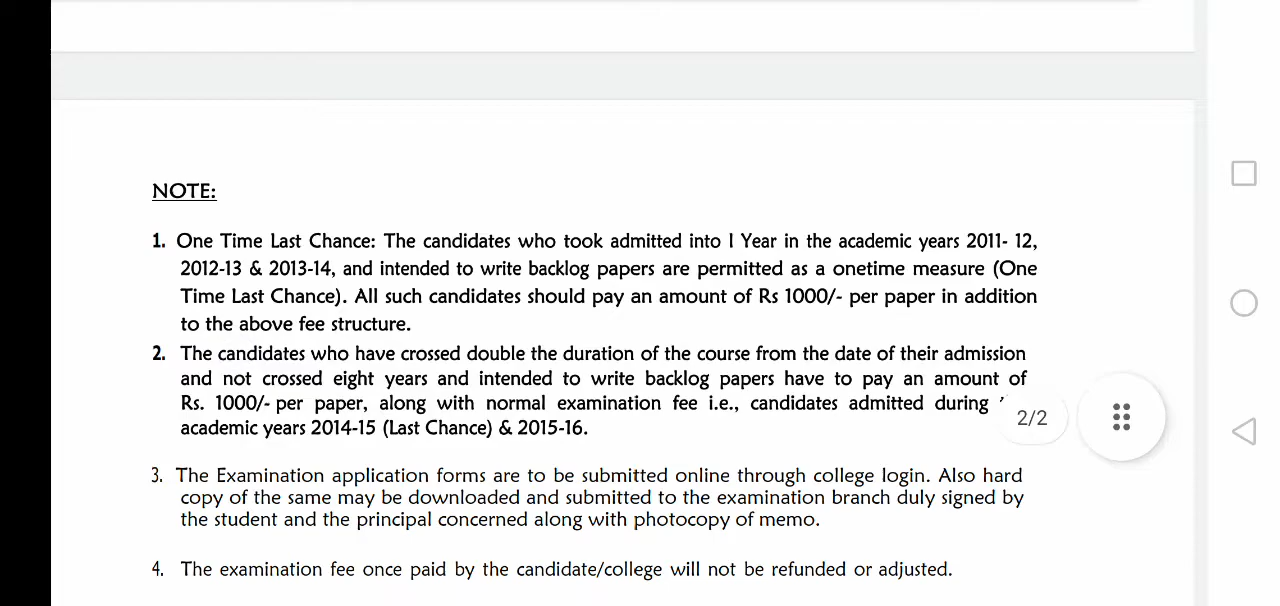 NOTE:
1. One Time Last Chance: The candidates who took admitted into I Year in the academic years 2011- 12,
2012-13 & 2013-14, and intended to write backlog papers are permitted as a onetime measure (One
Time Last Chance). All such candidates should pay an amount of Rs 1000/- per paper in addition
to the above fee structure.
2. The candidates who have crossed double the duration of the course from the date of their admission
and not crossed eight years and intended to write backlog papers have to pay an amount of
Rs. 1000/- per paper, along with normal examination fee i.e., candidates admitted during
2/2
academic years 2014-15 (Last Chance) & 2015-16.
3. The Examination application forms are to be submitted online through college login. Also hard
copy of the same may be downloaded and submitted to the examination branch duly signed by
the student and the principal concerned along with photocopy of memo.
4. The examination fee once paid by the candidate/college will not be refunded or adjusted.